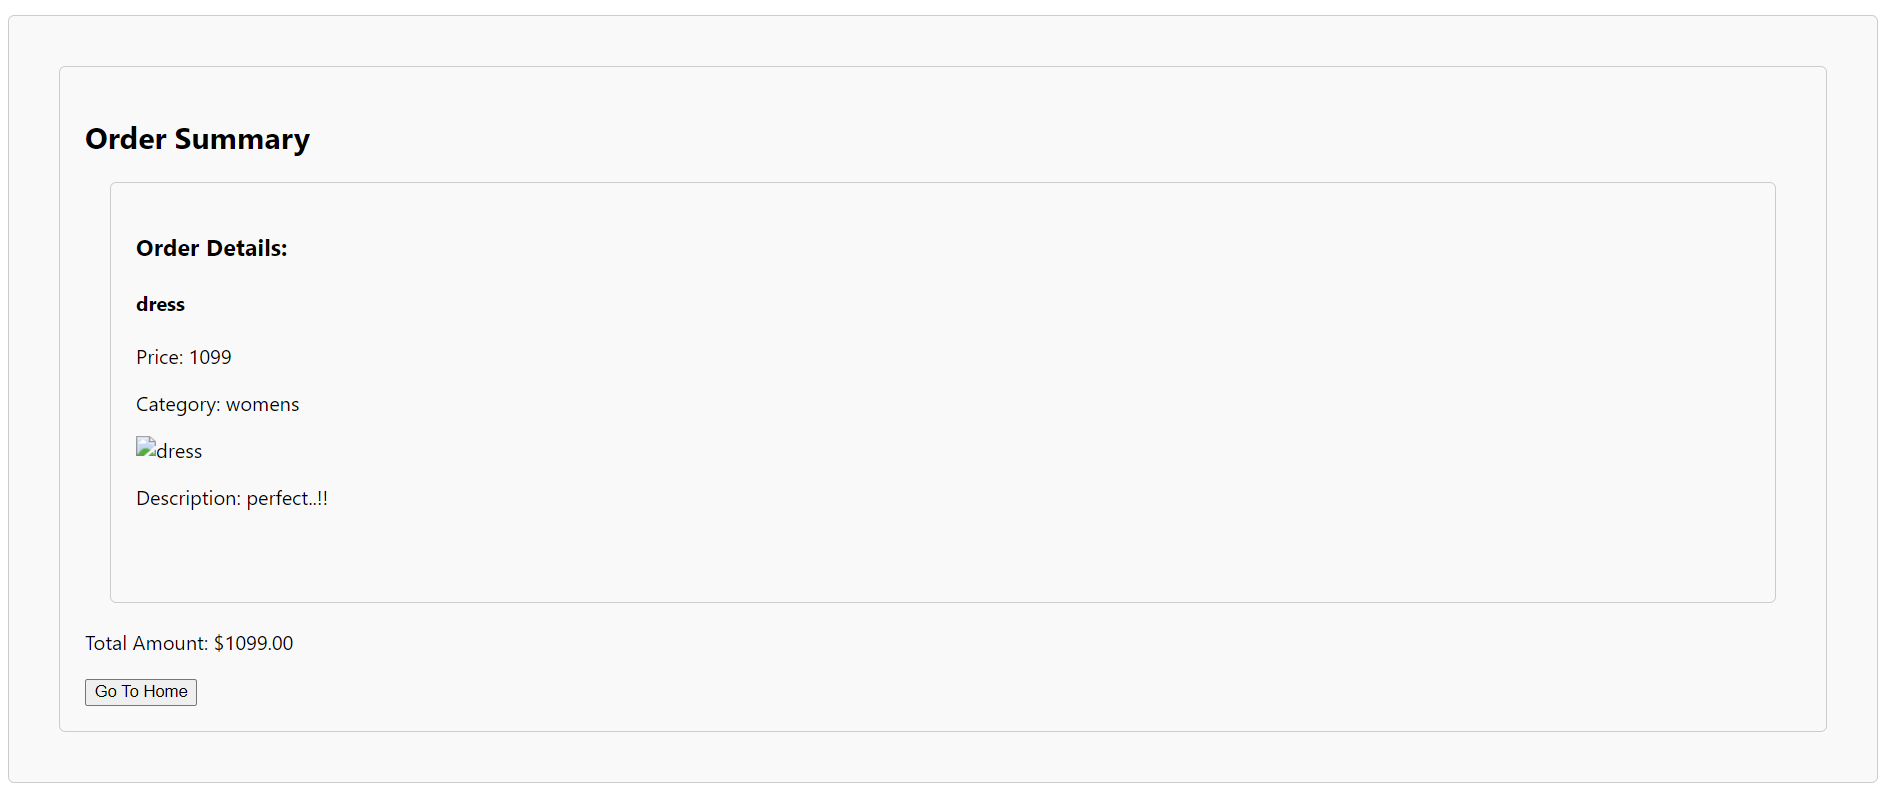 Order Summary
Order Details:
dress
Price: 1099
Category: womens
dress
Description: perfect..!!
Total Amount: $1099.00
Go To Home